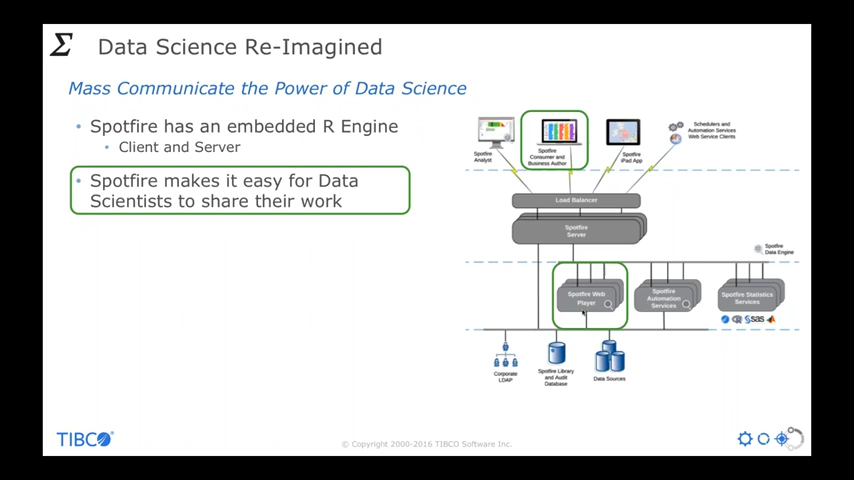 Σ Data Science Re-Imagined
Mass Communicate the Power of Data Science
• Spotfire has an embedded R Engine
• Client and Server
• Spotfire makes it easy for Data
Scientists to share their work
Spotfire
Analyst
Spotfire
Consumer and
Business Author
Spotfire
iPad App
Schedulers and
Automation Services
Web Service Clients
Load Balancer
Spotfire
Server
Spotfire
Data Engine
Spotfire Web
Player
Spotfire
Automation
Services
Spotfire Statistics
Services
R
sas
Corporate
LDAP
Spotfire Library
and Audit
Database
Data Sources
TIBCO®
© Copyright 2000-2016 TIBCO Software Inc.